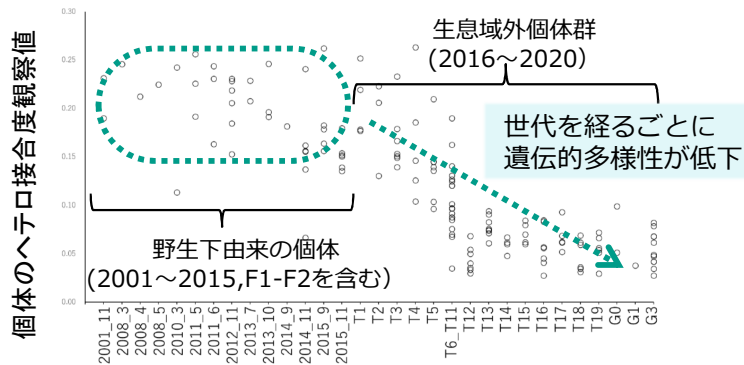 個体のヘテロ接合度観察値
0.30
0.25
0.20
0.15
0.10
0.05
0.00
生息域外個体群
(2016～2020)
世代を経るごとに
遺伝的多様性が低下
野生下由来の個体
(2001～2015,F1-F2を含む)
2001_11
2008_3
2008_4
2008_5
2010_3
2011_5
2011_6
2012_11
2013_7
2013_10
2014_9
2014_11
2015_9
2015_11
T1
T2
T3
T4
T5
T6_T11
T12
T13
T14
T15
T16
T17
T18
T19
G0
G1
G3